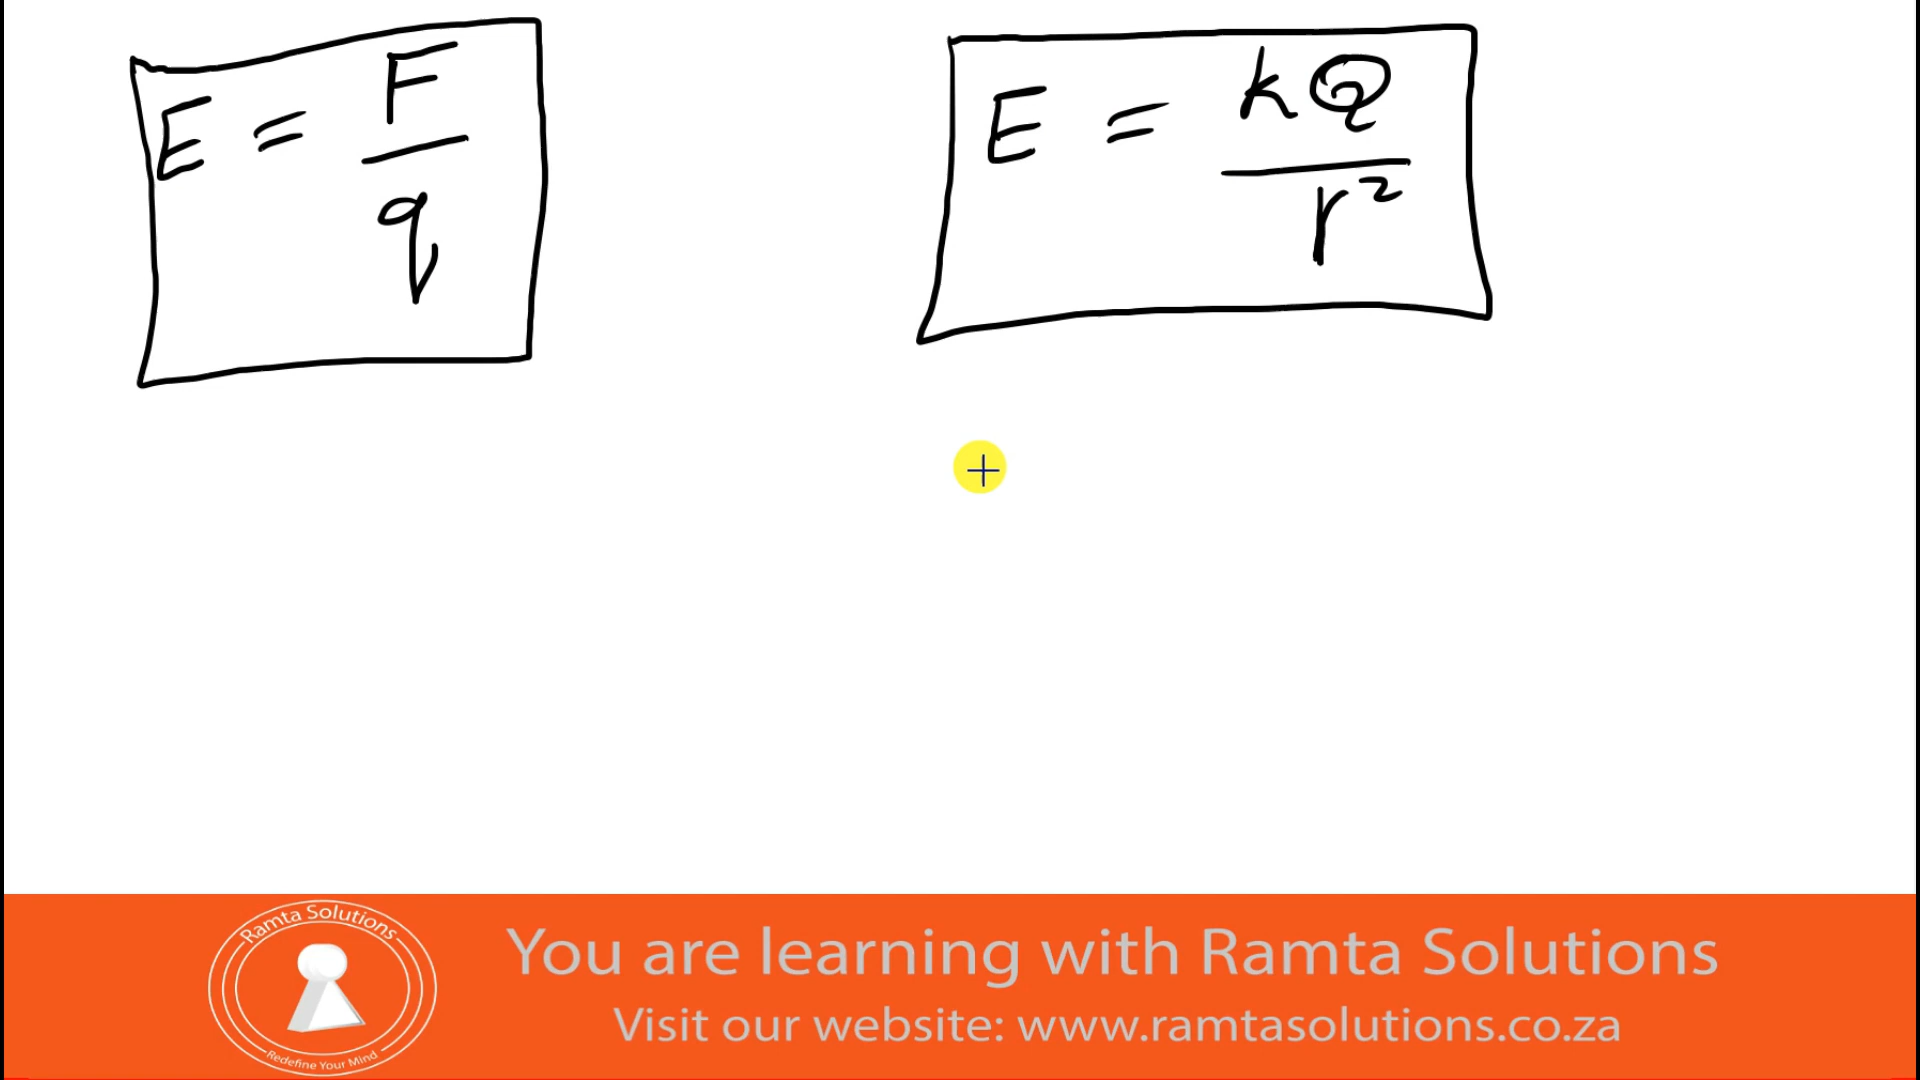 E = F/q
E = kQ/r²
Ramta Solutions
Redefine Your Mind
You are learning with Ramta Solutions
Visit our website: www.ramtasolutions.co.za